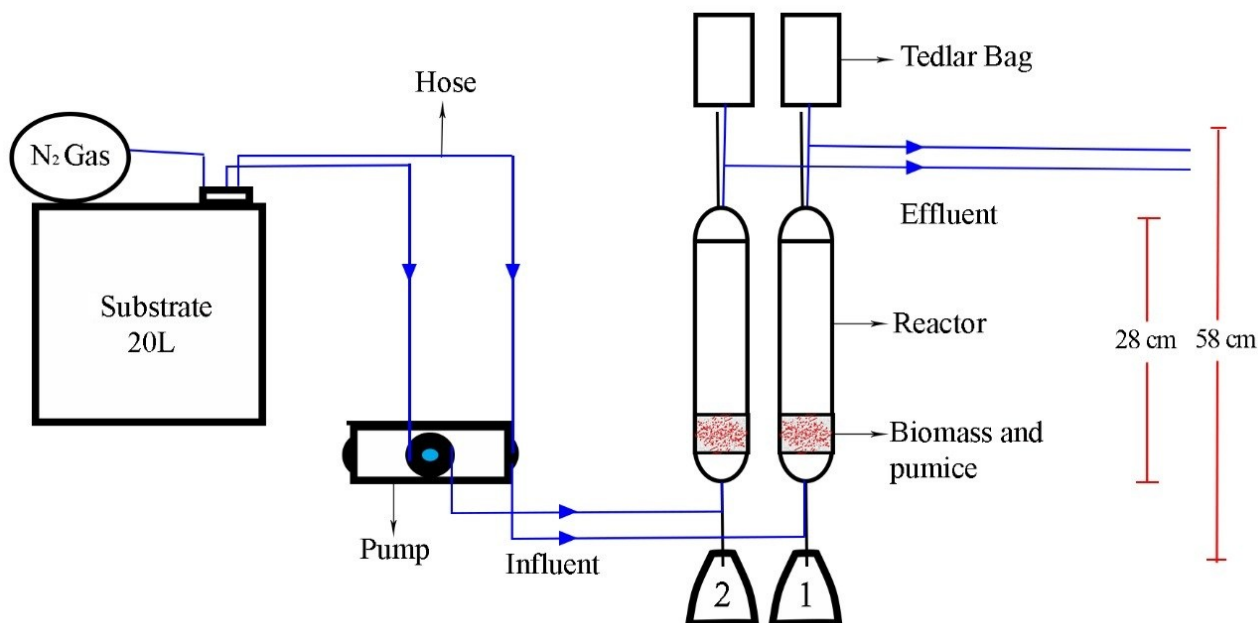 Tedlar Bag
Hose
N₂ Gas
Effluent
Substrate
20L
Reactor
28 cm
58 cm
Biomass and
pumice
Pump
Influent
2
1